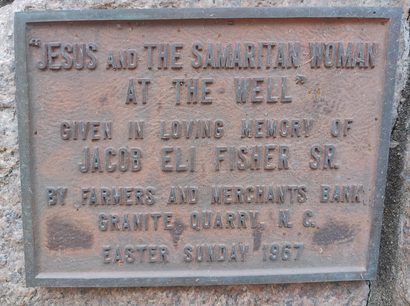 "JESUS AND THE SAMARITAN WOMAN
AT THE WELL"
GIVEN IN LOVING MEMORY OF
JACOB ELI FISHER SR.
BY FARMERS AND MERCHANTS BANK
GRANITE QUARRY, N. C.
EASTER SUNDAY 1967